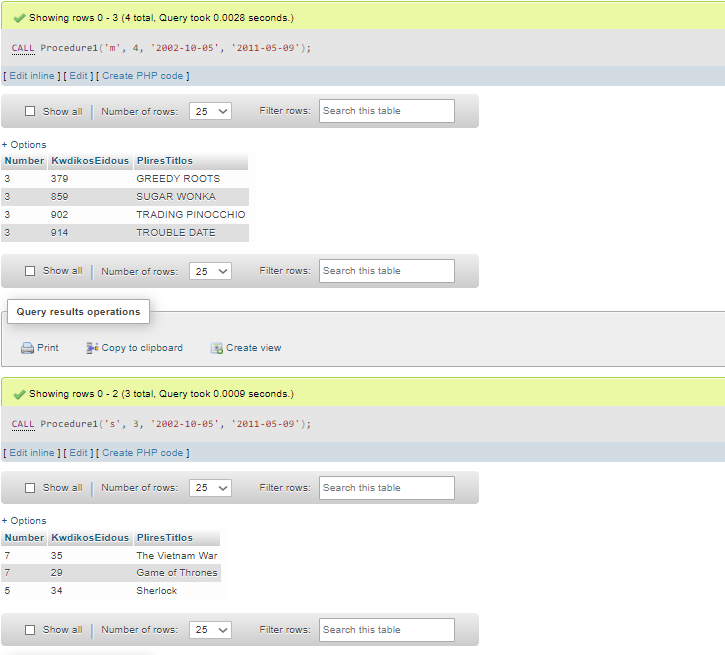 Showing rows 0 - 3 (4 total, Query took 0.0028 seconds.)
CALL Procedure1('m', 4, '2002-10-05', '2011-05-09');
[ Edit inline ] [ Edit ] [ Create PHP code ]
Show all | Number of rows: 25 Filter rows: Search this table
+ Options
Number KwdikosEidous PliresTitlos
3 379 GREEDY ROOTS
3 859 SUGAR WONKA
3 902 TRADING PINOCCHIO
3 914 TROUBLE DATE
Show all | Number of rows: 25 Filter rows: Search this table
Query results operations
Print Copy to clipboard Create view
Showing rows 0 - 2 (3 total, Query took 0.0009 seconds.)
CALL Procedure1('s', 3, '2002-10-05', '2011-05-09');
[ Edit inline ] [ Edit ] [ Create PHP code ]
Show all | Number of rows: 25 Filter rows: Search this table
+ Options
Number KwdikosEidous PliresTitlos
7 35 The Vietnam War
7 29 Game of Thrones
5 34 Sherlock
Show all | Number of rows: 25 Filter rows: Search this table